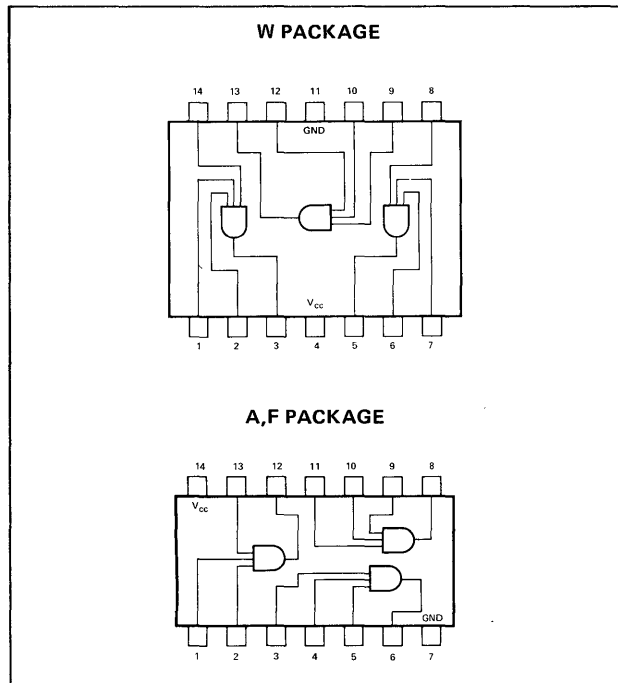 W PACKAGE
14 13 12 11 10 9 8
GND
Vcc
1 2 3 4 5 6 7
A,F PACKAGE
14 13 12 11 10 9 8
Vcc
GND
1 2 3 4 5 6 7